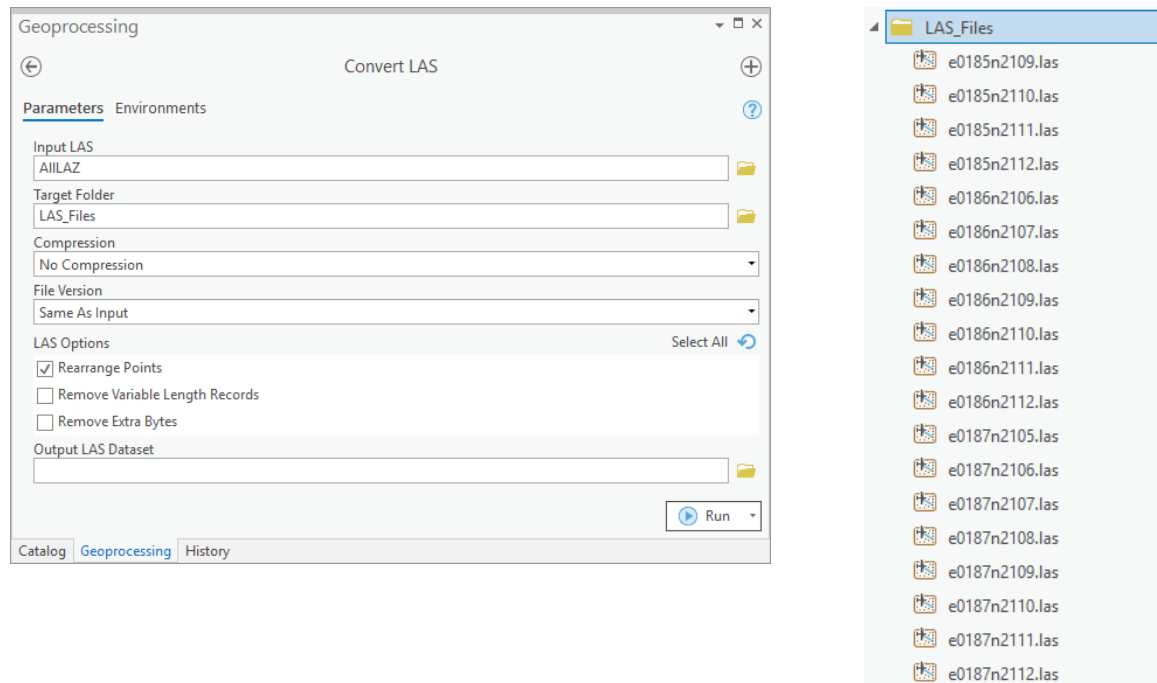 Geoprocessing
Convert LAS
Parameters Environments
Input LAS
AllLAZ
Target Folder
LAS_Files
Compression
No Compression
File Version
Same As Input
LAS Options Select All
Rearrange Points
Remove Variable Length Records
Remove Extra Bytes
Output LAS Dataset
Run
Catalog Geoprocessing History
LAS_Files
e0185n2109.las
e0185n2110.las
e0185n2111.las
e0185n2112.las
e0186n2106.las
e0186n2107.las
e0186n2108.las
e0186n2109.las
e0186n2110.las
e0186n2111.las
e0186n2112.las
e0187n2105.las
e0187n2106.las
e0187n2107.las
e0187n2108.las
e0187n2109.las
e0187n2110.las
e0187n2111.las
e0187n2112.las